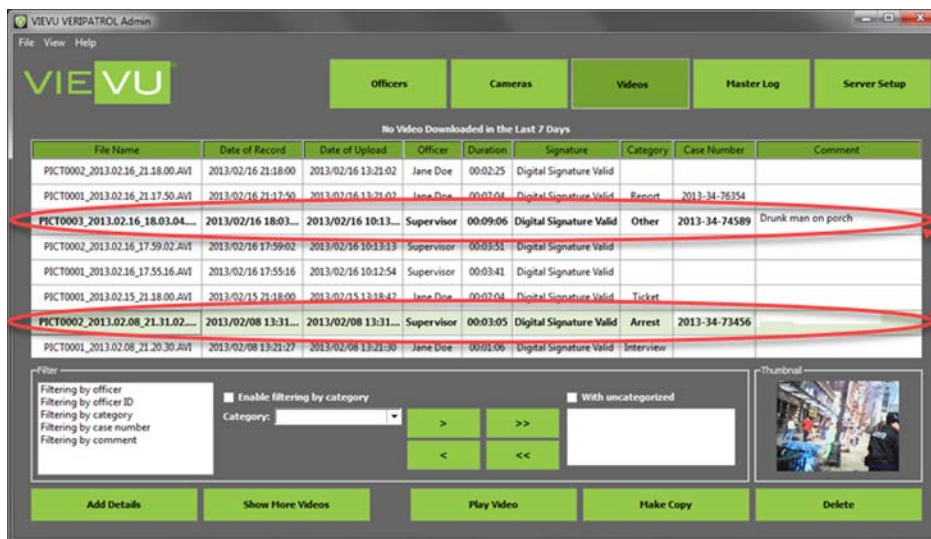 VIEVU VERIPATROL Admin
File View Help
VIEVU
Officers Cameras Videos Master Log Server Setup
No Video Downloaded in the Last 7 Days
File Name Date of Record Date of Upload Officer Duration Signature Category Case Number Comment
PICT0002_2013.02.16_21.18.00.AVI 2013/02/16 21:18:00 2013/02/16 13:21:02 Jane Doe 00:02:25 Digital Signature Valid
PICT0001_2013.02.16_21.17.50.AVI 2013/02/16 21:17:50 2013/02/16 13:21:02 Jane Doe 00:07:04 Digital Signature Valid Report 2013-34-76354
PICT0003_2013.02.16_18.03.04.... 2013/02/16 18:03... 2013/02/16 10:13... Supervisor 00:09:06 Digital Signature Valid Other 2013-34-74589 Drunk man on porch
PICT0002_2013.02.16_17.59.02.AVI 2013/02/16 17:59:02 2013/02/16 10:13:13 Supervisor 00:03:51 Digital Signature Valid
PICT0001_2013.02.16_17.55.16.AVI 2013/02/16 17:55:16 2013/02/16 10:12:54 Supervisor 00:03:41 Digital Signature Valid
PICT0001_2013.02.15_21.18.00.AVI 2013/02/15 21:18:00 2013/02/15 13:18:42 Jane Doe 00:07:04 Digital Signature Valid Ticket
PICT0002_2013.02.08_21.31.02.... 2013/02/08 13:31... 2013/02/08 13:31... Supervisor 00:03:05 Digital Signature Valid Arrest 2013-34-73456
PICT0001_2013.02.08_21.20.30.AVI 2013/02/08 13:21:27 2013/02/08 13:21:30 Jane Doe 00:01:06 Digital Signature Valid Interview
Filter Thumbnail
Filtering by officer
Filtering by officer ID
Filtering by category
Filtering by case number
Filtering by comment
Enable filtering by category With uncategorized
Category:
> >>
< <<
Add Details Show More Videos Play Video Make Copy Delete